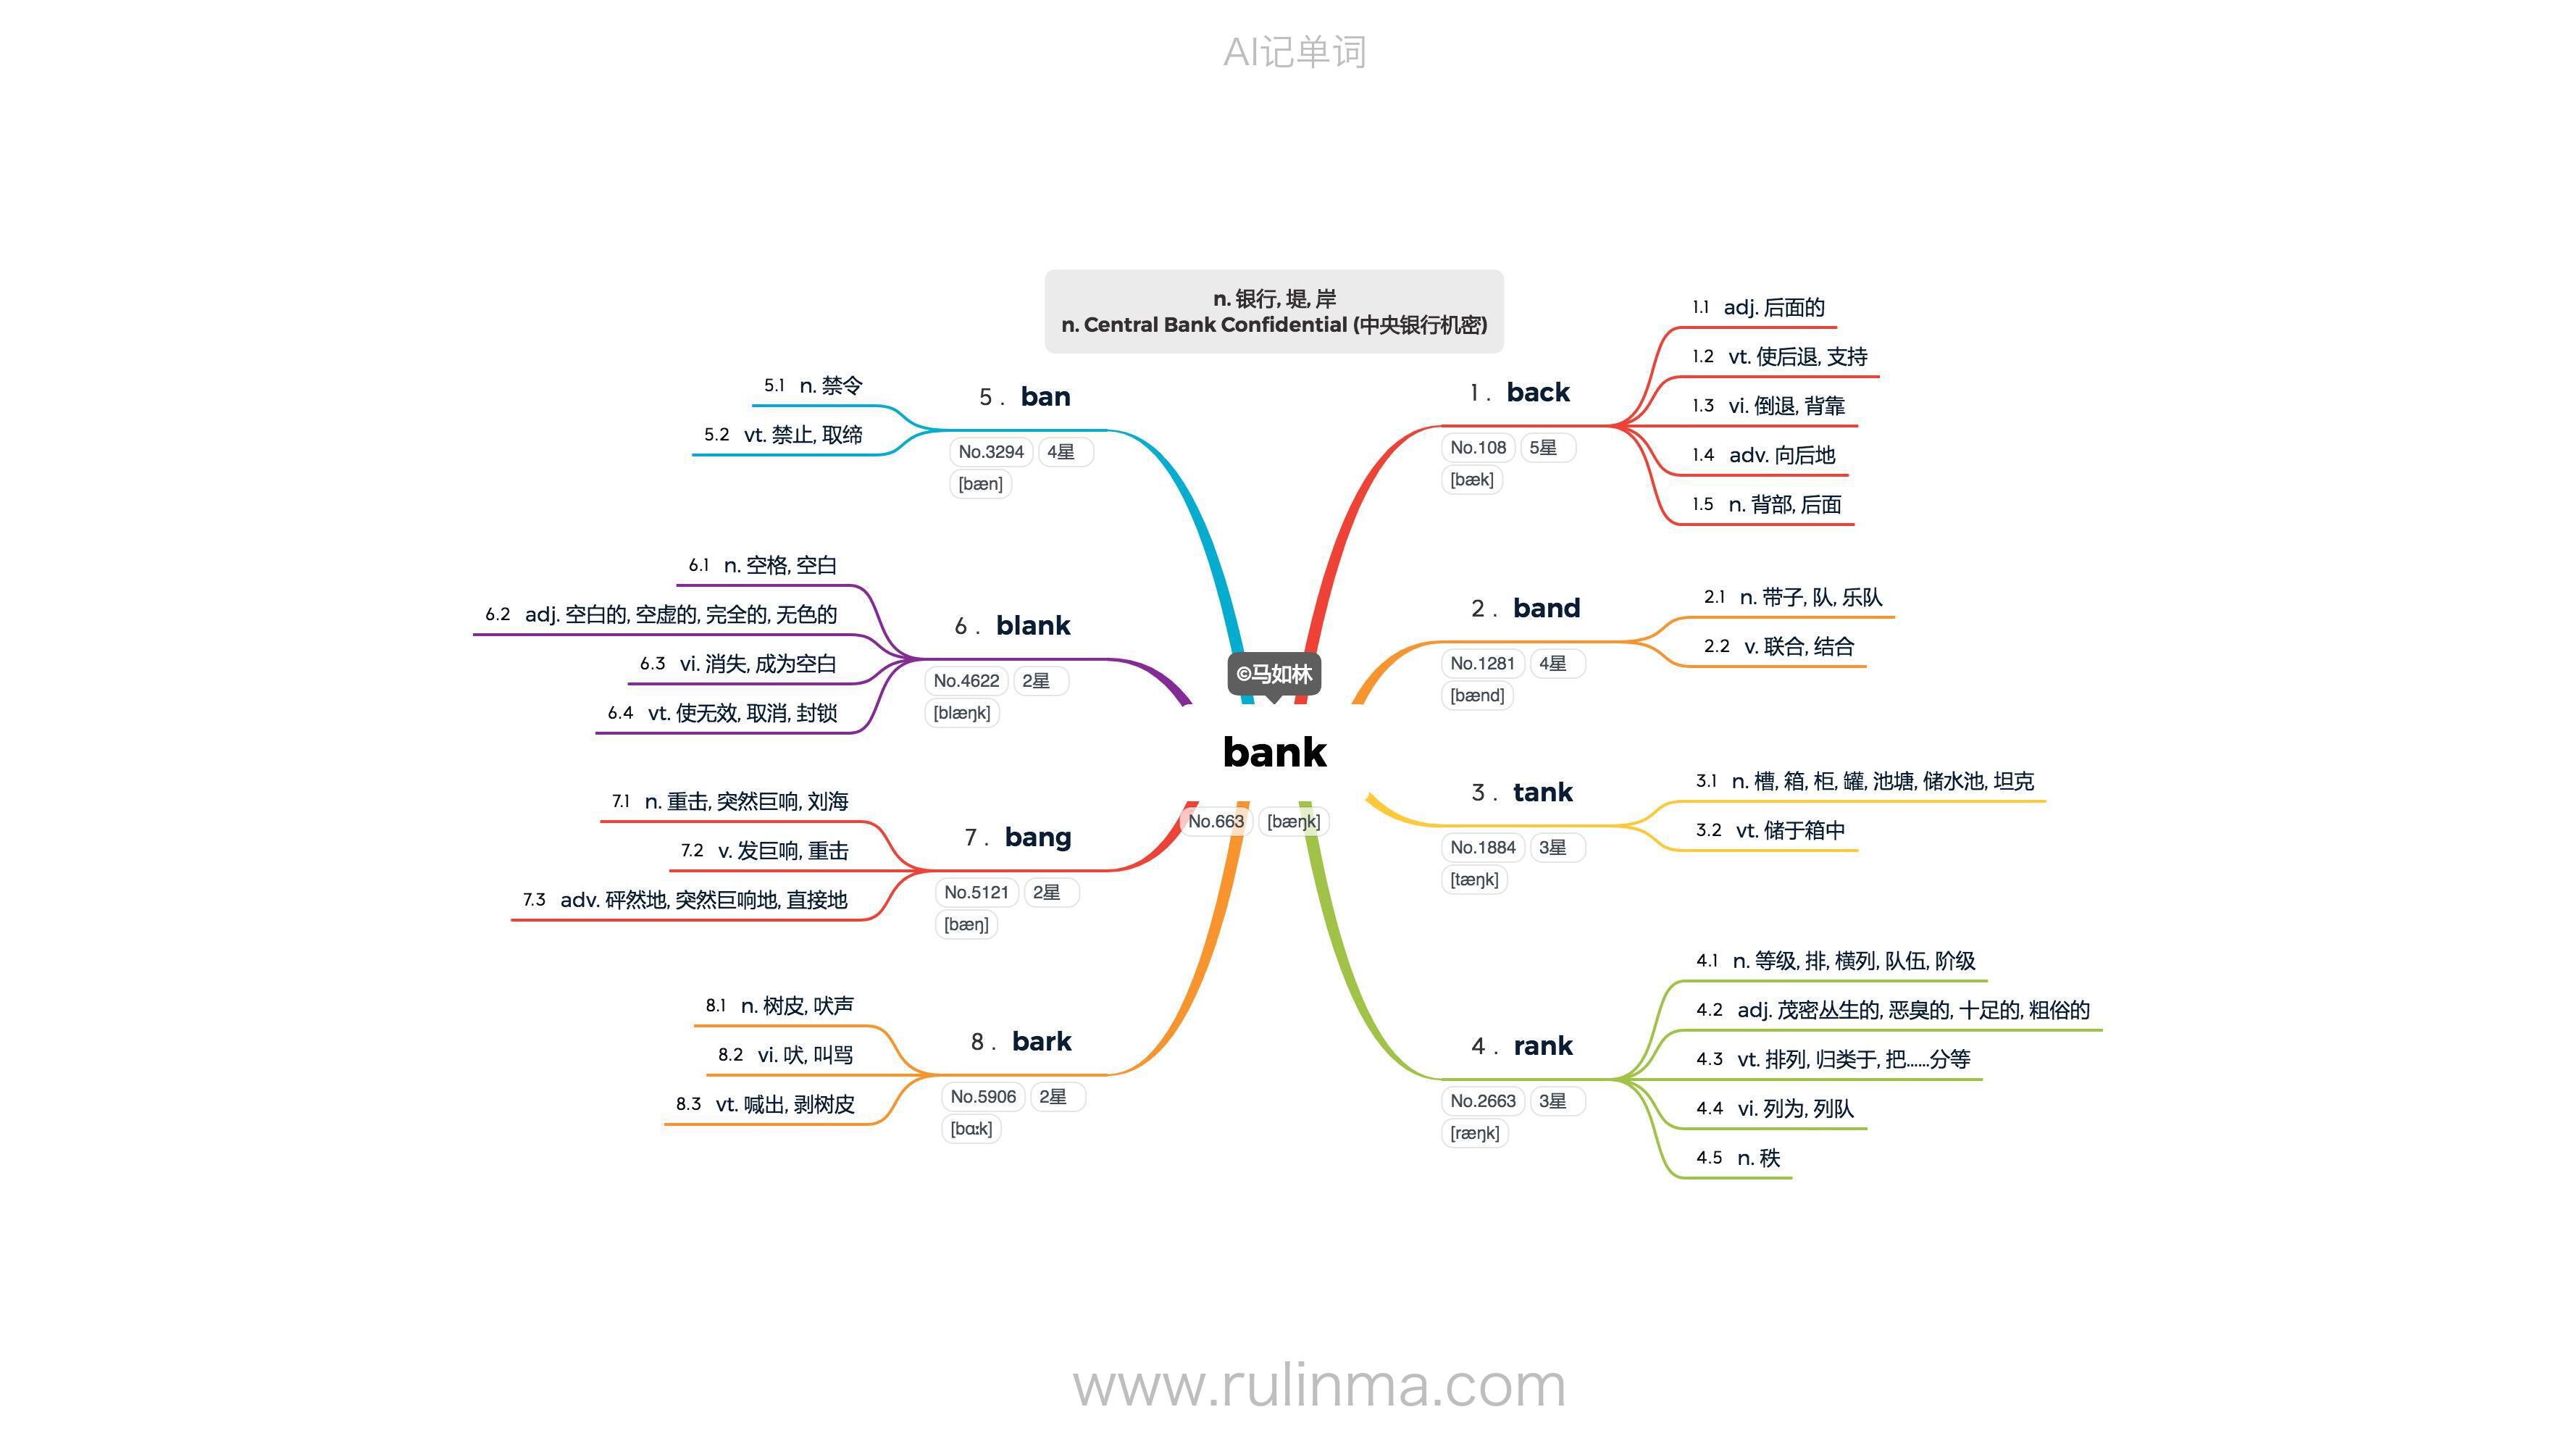 AI记单词
n. 银行, 堤, 岸
n. Central Bank Confidential (中央银行机密)
©马如林
bank
No.663 [bæŋk]
1 . back
No.108 5星
[bæk]
1.1 adj. 后面的
1.2 vt. 使后退, 支持
1.3 vi. 倒退, 背靠
1.4 adv. 向后地
1.5 n. 背部, 后面
2 . band
No.1281 4星
[bænd]
2.1 n. 带子, 队, 乐队
2.2 v. 联合, 结合
3 . tank
No.1884 3星
[tæŋk]
3.1 n. 槽, 箱, 柜, 罐, 池塘, 储水池, 坦克
3.2 vt. 储于箱中
4 . rank
No.2663 3星
[ræŋk]
4.1 n. 等级, 排, 横列, 队伍, 阶级
4.2 adj. 茂密丛生的, 恶臭的, 十足的, 粗俗的
4.3 vt. 排列, 归类于, 把……分等
4.4 vi. 列为, 列队
4.5 n. 秩
5 . ban
No.3294 4星
[bæn]
5.1 n. 禁令
5.2 vt. 禁止, 取缔
6 . blank
No.4622 2星
[blæŋk]
6.1 n. 空格, 空白
6.2 adj. 空白的, 空虚的, 完全的, 无色的
6.3 vi. 消失, 成为空白
6.4 vt. 使无效, 取消, 封锁
7 . bang
No.5121 2星
[bæŋ]
7.1 n. 重击, 突然巨响, 刘海
7.2 v. 发巨响, 重击
7.3 adv. 砰然地, 突然巨响地, 直接地
8 . bark
No.5906 2星
[bɑːk]
8.1 n. 树皮, 吠声
8.2 vi. 吠, 叫骂
8.3 vt. 喊出, 剥树皮
www.rulinma.com